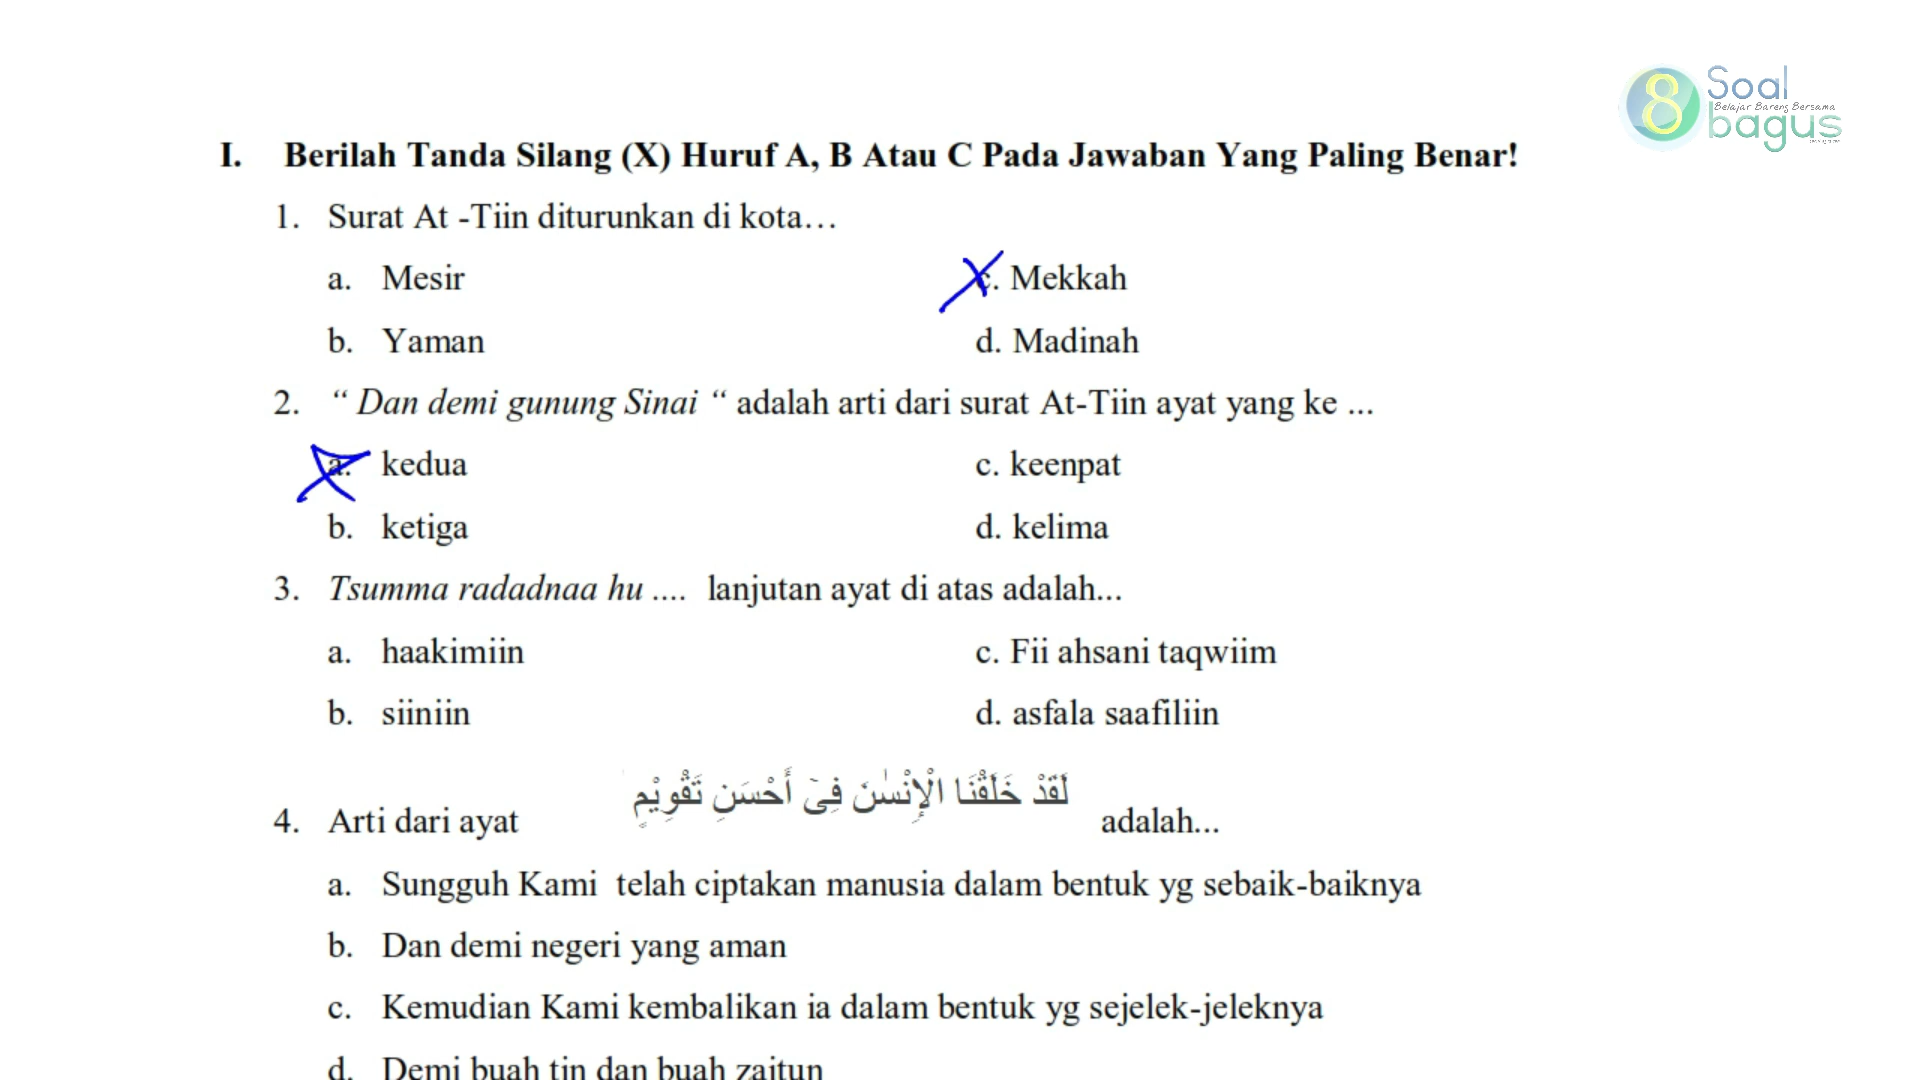 8 Soal
Belajar Bareng Bersama
bagus
I. Berilah Tanda Silang (X) Huruf A, B Atau C Pada Jawaban Yang Paling Benar!
1. Surat At -Tiin diturunkan di kota…
a. Mesir c. Mekkah
b. Yaman d. Madinah
2. “ Dan demi gunung Sinai “ adalah arti dari surat At-Tiin ayat yang ke ...
a. kedua c. keenpat
b. ketiga d. kelima
3. Tsumma radadnaa hu .... lanjutan ayat di atas adalah...
a. haakimiin c. Fii ahsani taqwiim
b. siiniin d. asfala saafiliin
4. Arti dari ayat لَقَدْ خَلَقْنَا الْإِنْسٰنَ فِىٓ أَحْسَنِ تَقْوِيْمٍ adalah...
a. Sungguh Kami telah ciptakan manusia dalam bentuk yg sebaik-baiknya
b. Dan demi negeri yang aman
c. Kemudian Kami kembalikan ia dalam bentuk yg sejelek-jeleknya
d. Demi buah tin dan buah zaitun